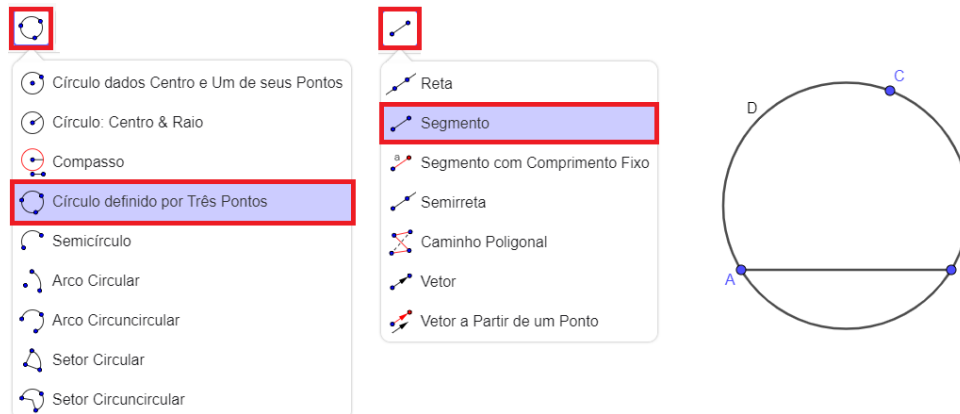 Círculo dados Centro e Um de seus Pontos
Círculo: Centro & Raio
Compasso
Círculo definido por Três Pontos
Semicírculo
Arco Circular
Arco Circuncircular
Setor Circular
Setor Circuncircular
Reta
Segmento
a
Segmento com Comprimento Fixo
Semirreta
Caminho Poligonal
Vetor
Vetor a Partir de um Ponto
C
D
A